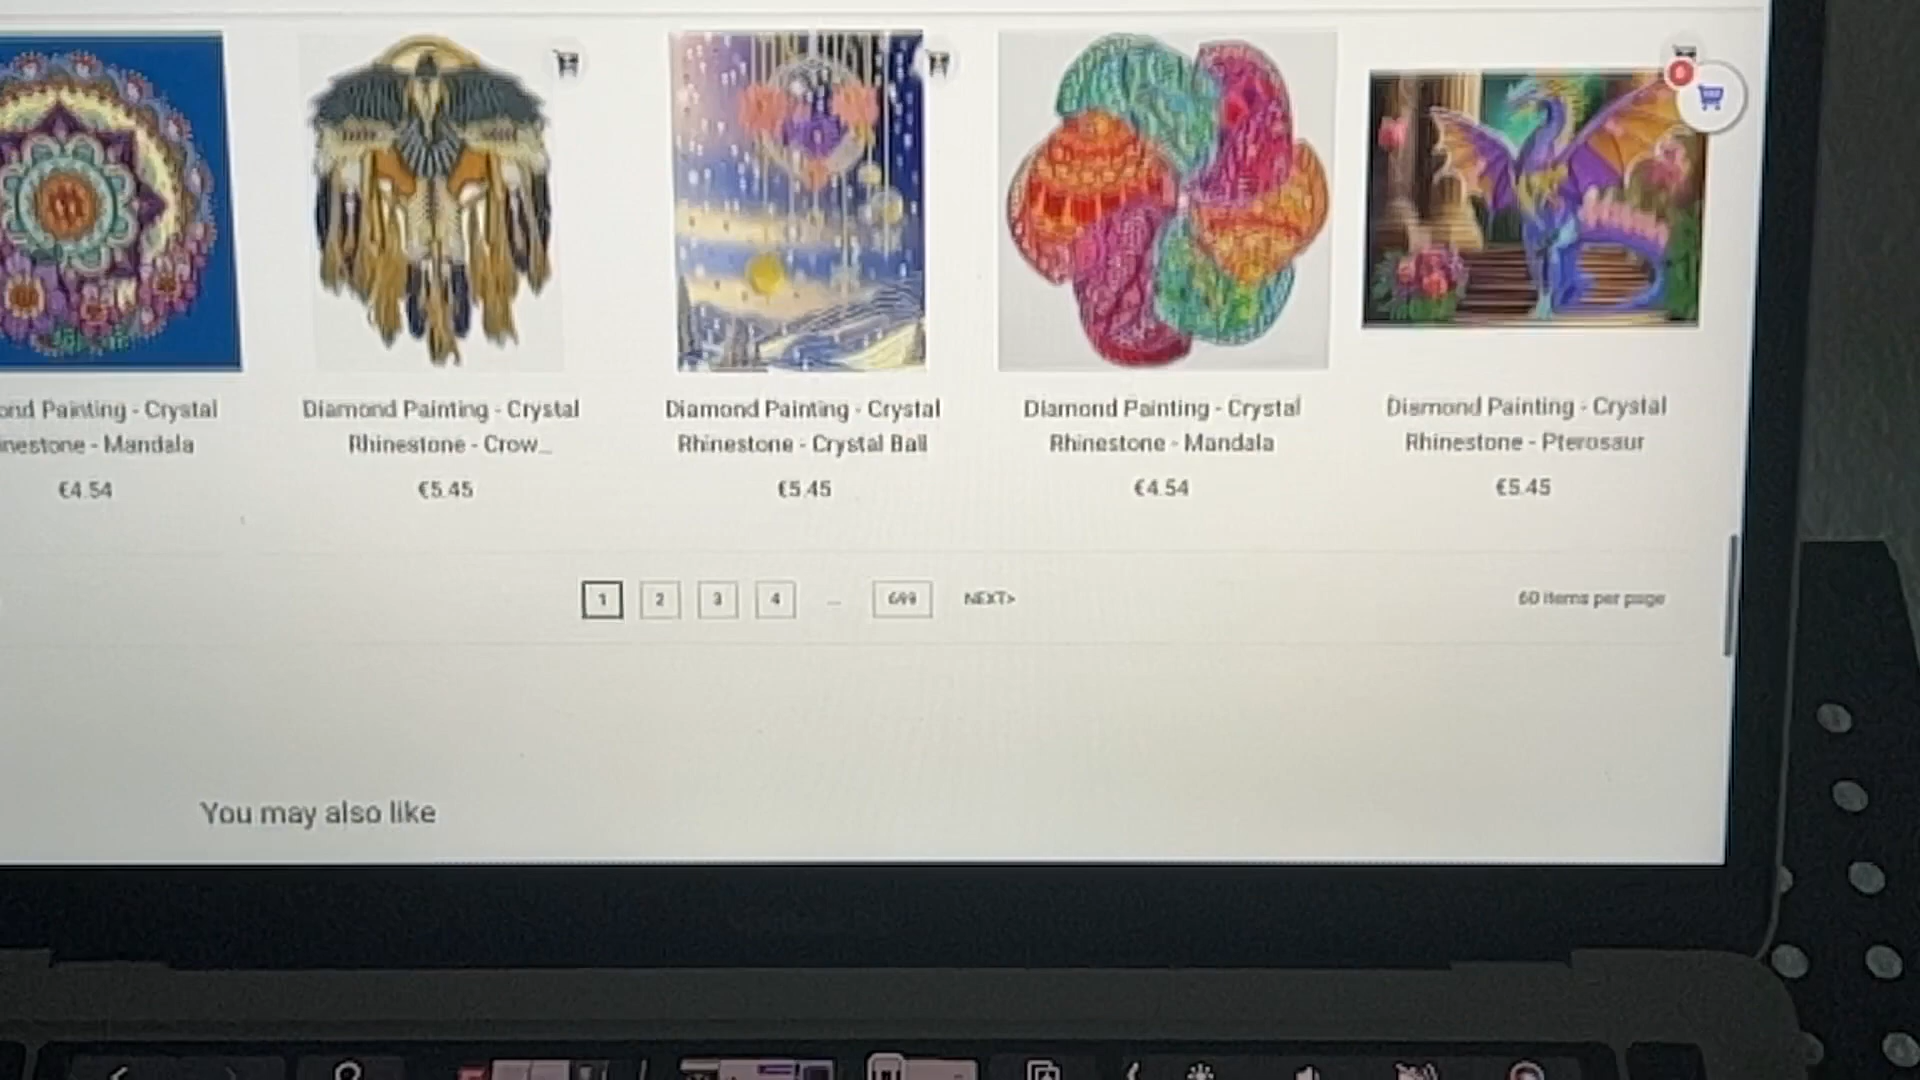 ond Painting - Crystal
inestone - Mandala
€4.54
Diamond Painting - Crystal
Rhinestone - Crow...
€5.45
Diamond Painting - Crystal
Rhinestone - Crystal Ball
€5.45
Diamond Painting - Crystal
Rhinestone - Mandala
€4.54
Diamond Painting - Crystal
Rhinestone - Pterosaur
€5.45
1 2 3 4 ... 699 NEXT>
60 items per page
You may also like